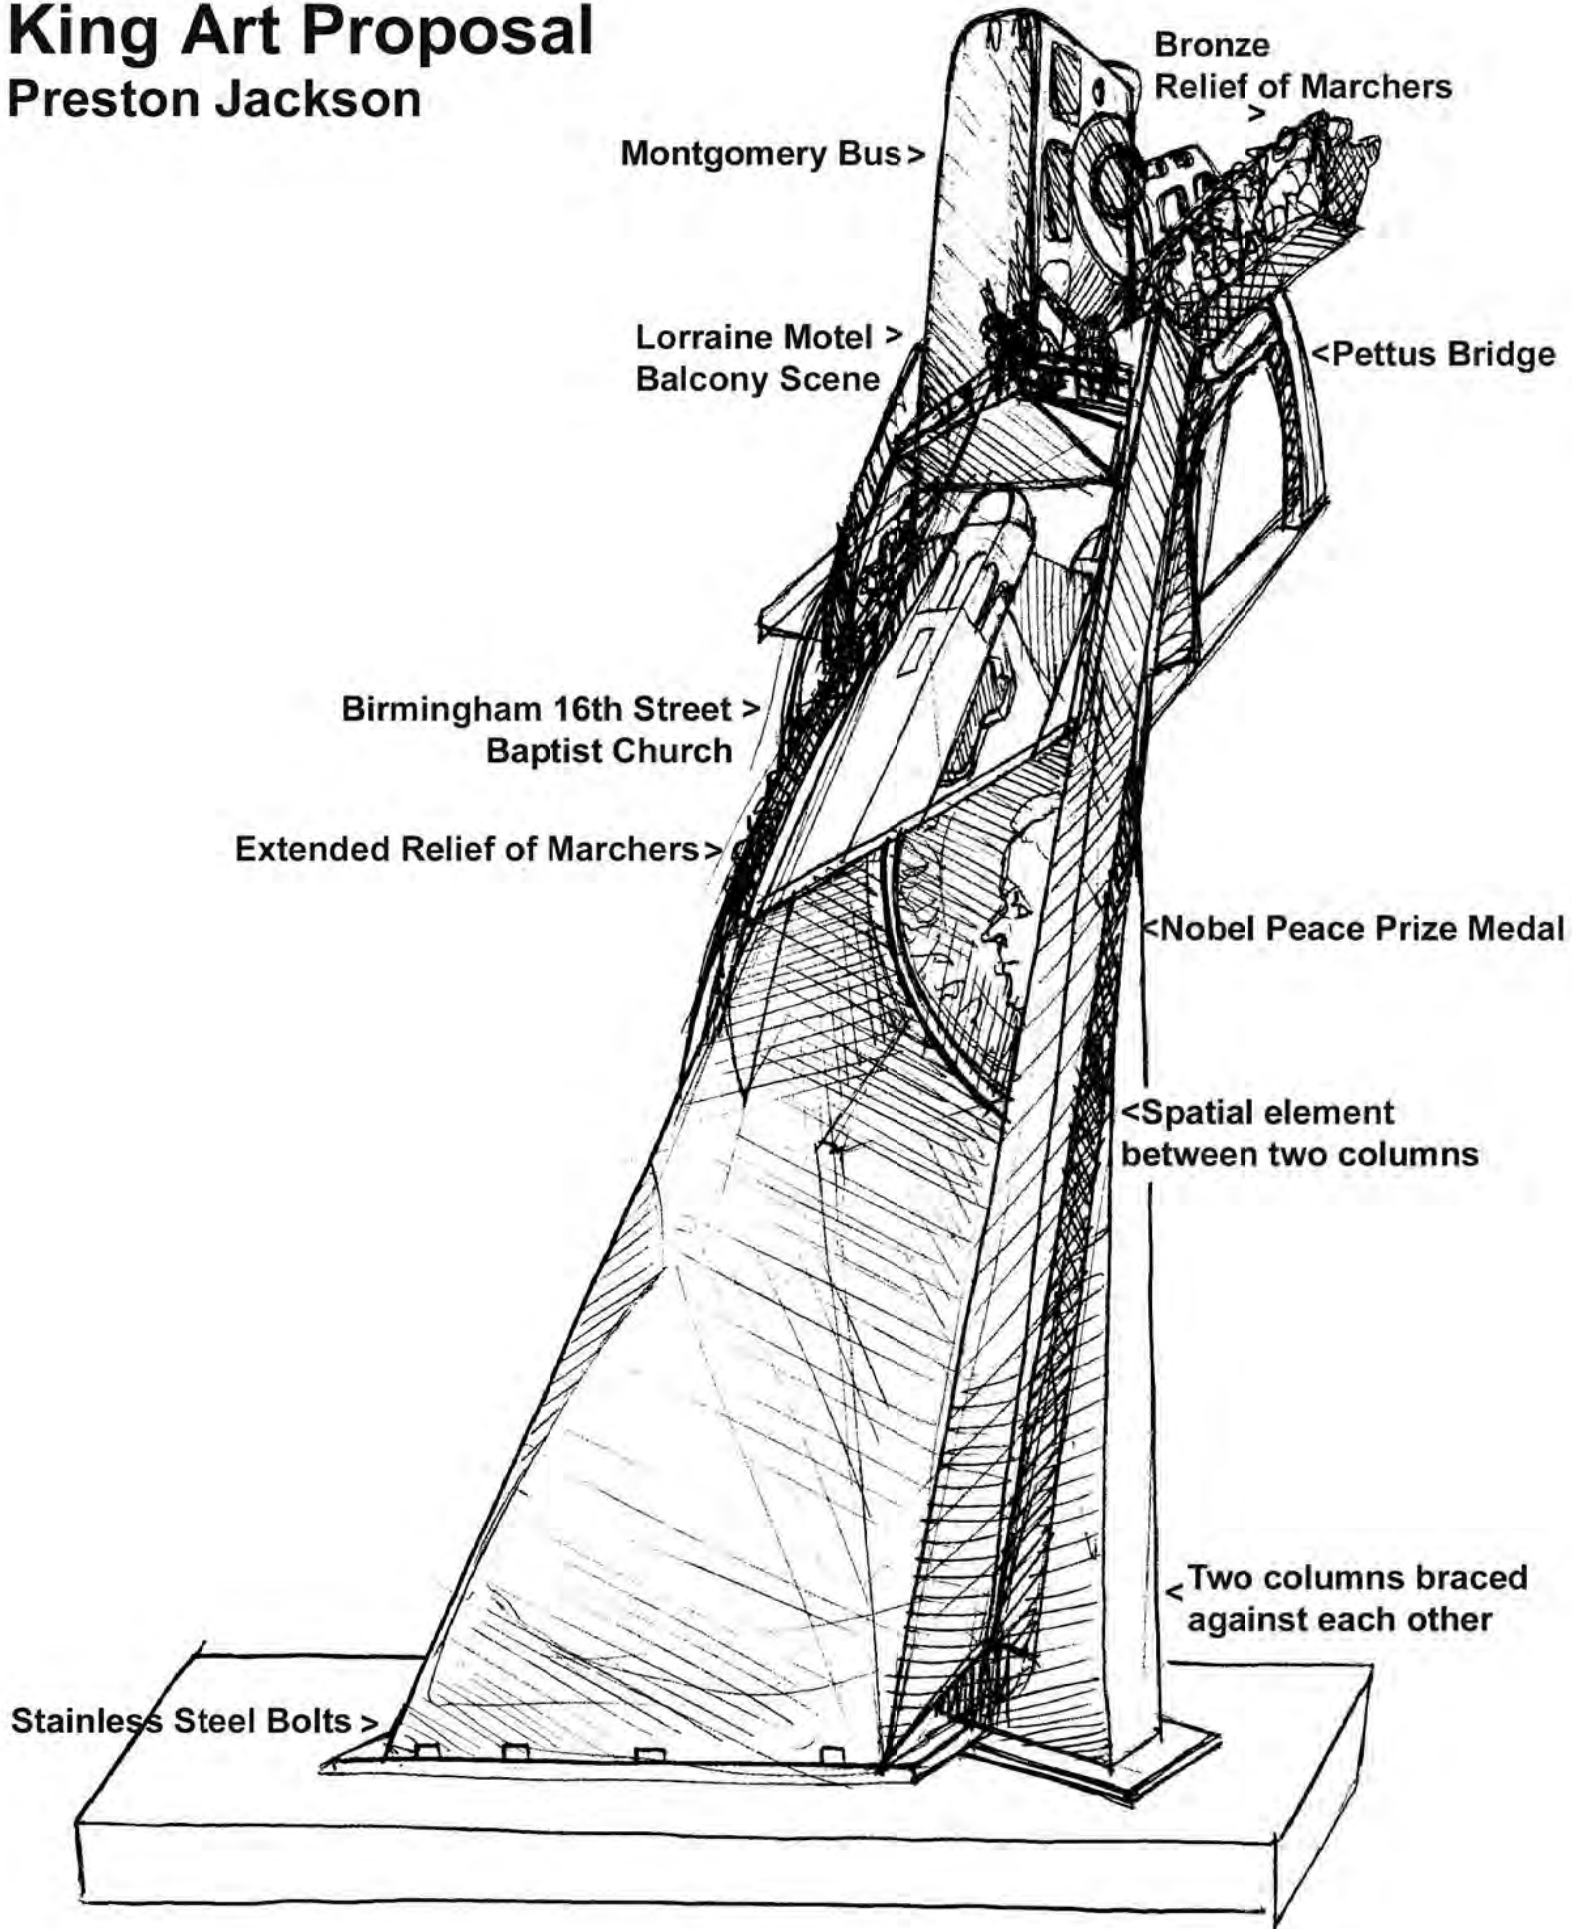 King Art Proposal
Preston Jackson
Bronze
Relief of Marchers
>
Montgomery Bus >
Lorraine Motel >
Balcony Scene
<Pettus Bridge
Birmingham 16th Street >
Baptist Church
Extended Relief of Marchers>
<Nobel Peace Prize Medal
<Spatial element
between two columns
<Two columns braced
against each other
Stainless Steel Bolts >